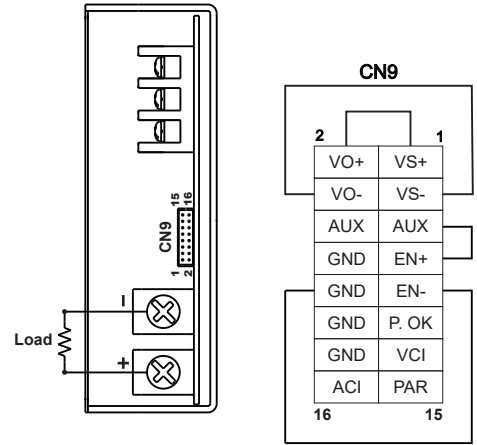 CN9
2 1
VO+ VS+
VO- VS-
AUX AUX
GND EN+
GND EN-
GND P. OK
GND VCI
ACI PAR
16 15
15 16
CN9
1 2
Load
−
+